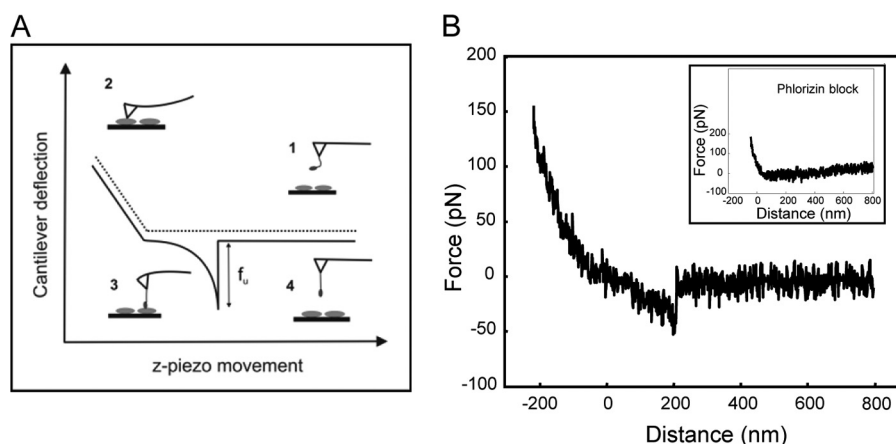 A
Cantilever deflection
2
1
3
4
fu
z-piezo movement
B
Force (pN)
200
150
100
50
0
-50
-100
-200
0
200
400
600
800
Distance (nm)
Phlorizin block
Force (pN)
200
100
0
-100
-200
0
200
400
600
800
Distance (nm)